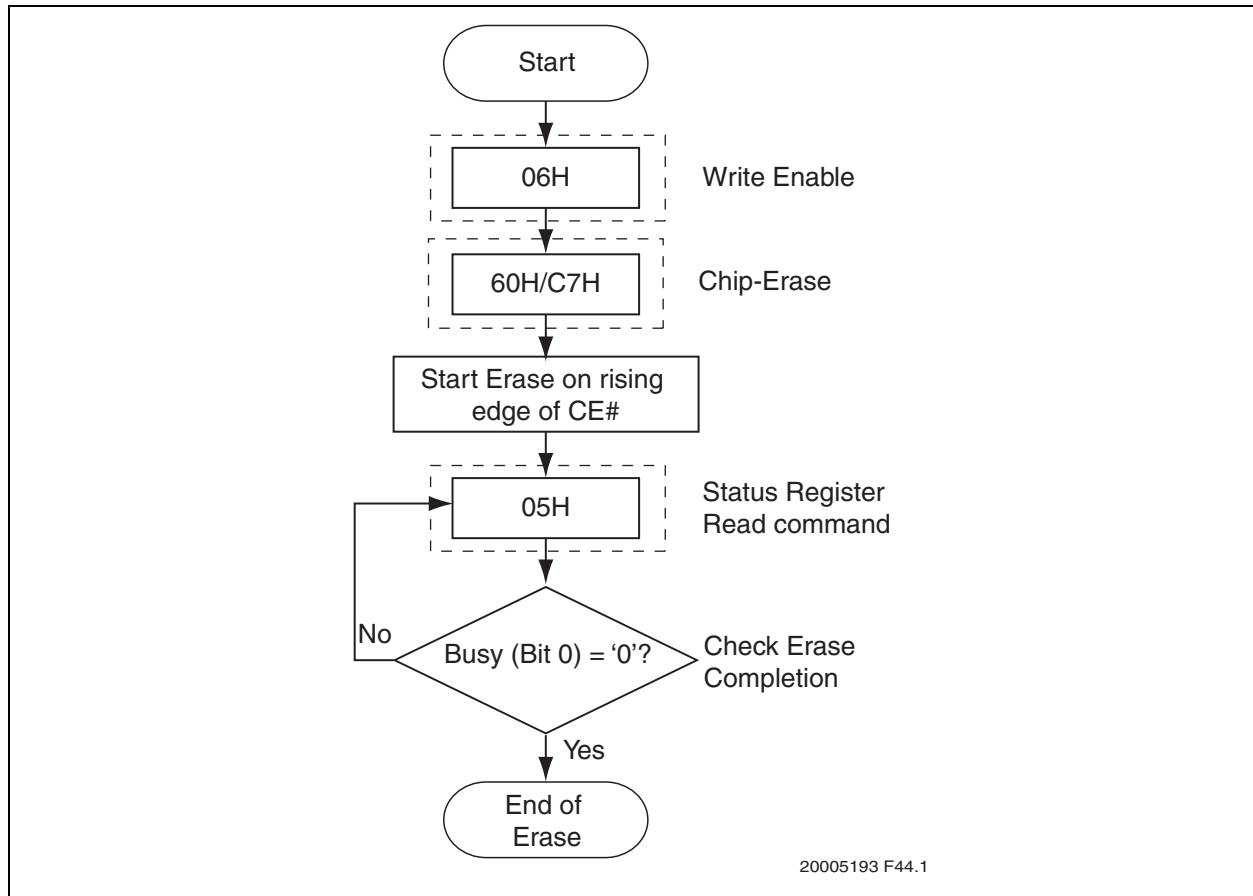 Start
06H
Write Enable
60H/C7H
Chip-Erase
Start Erase on rising
edge of CE#
05H
Status Register
Read command
No
Busy (Bit 0) = ‘0’?
Check Erase
Completion
Yes
End of
Erase
20005193 F44.1